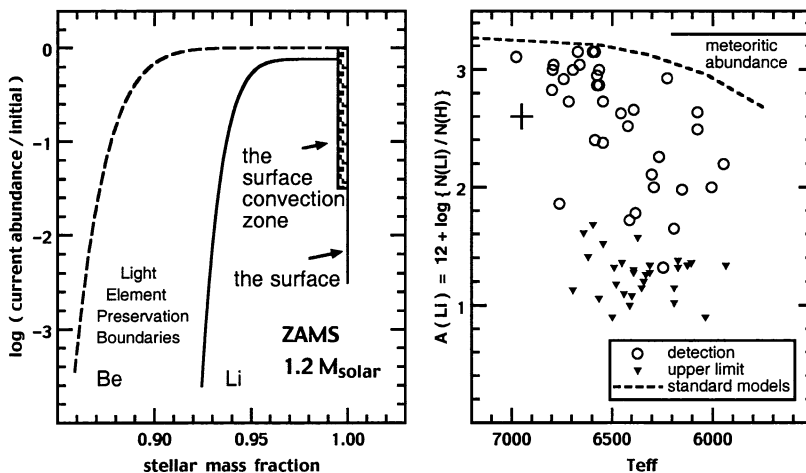 log ( current abundance / initial )
0
-1
-2
-3
the
surface
convection
zone
the surface
Light
Element
Preservation
Boundaries
ZAMS
1.2 Msolar
Be
Li
0.90
0.95
1.00
stellar mass fraction
A ( Li ) = 12 + log { N(Li) / N(H) }
3
2
1
meteoritic
abundance
detection
upper limit
standard models
7000
6500
6000
Teff